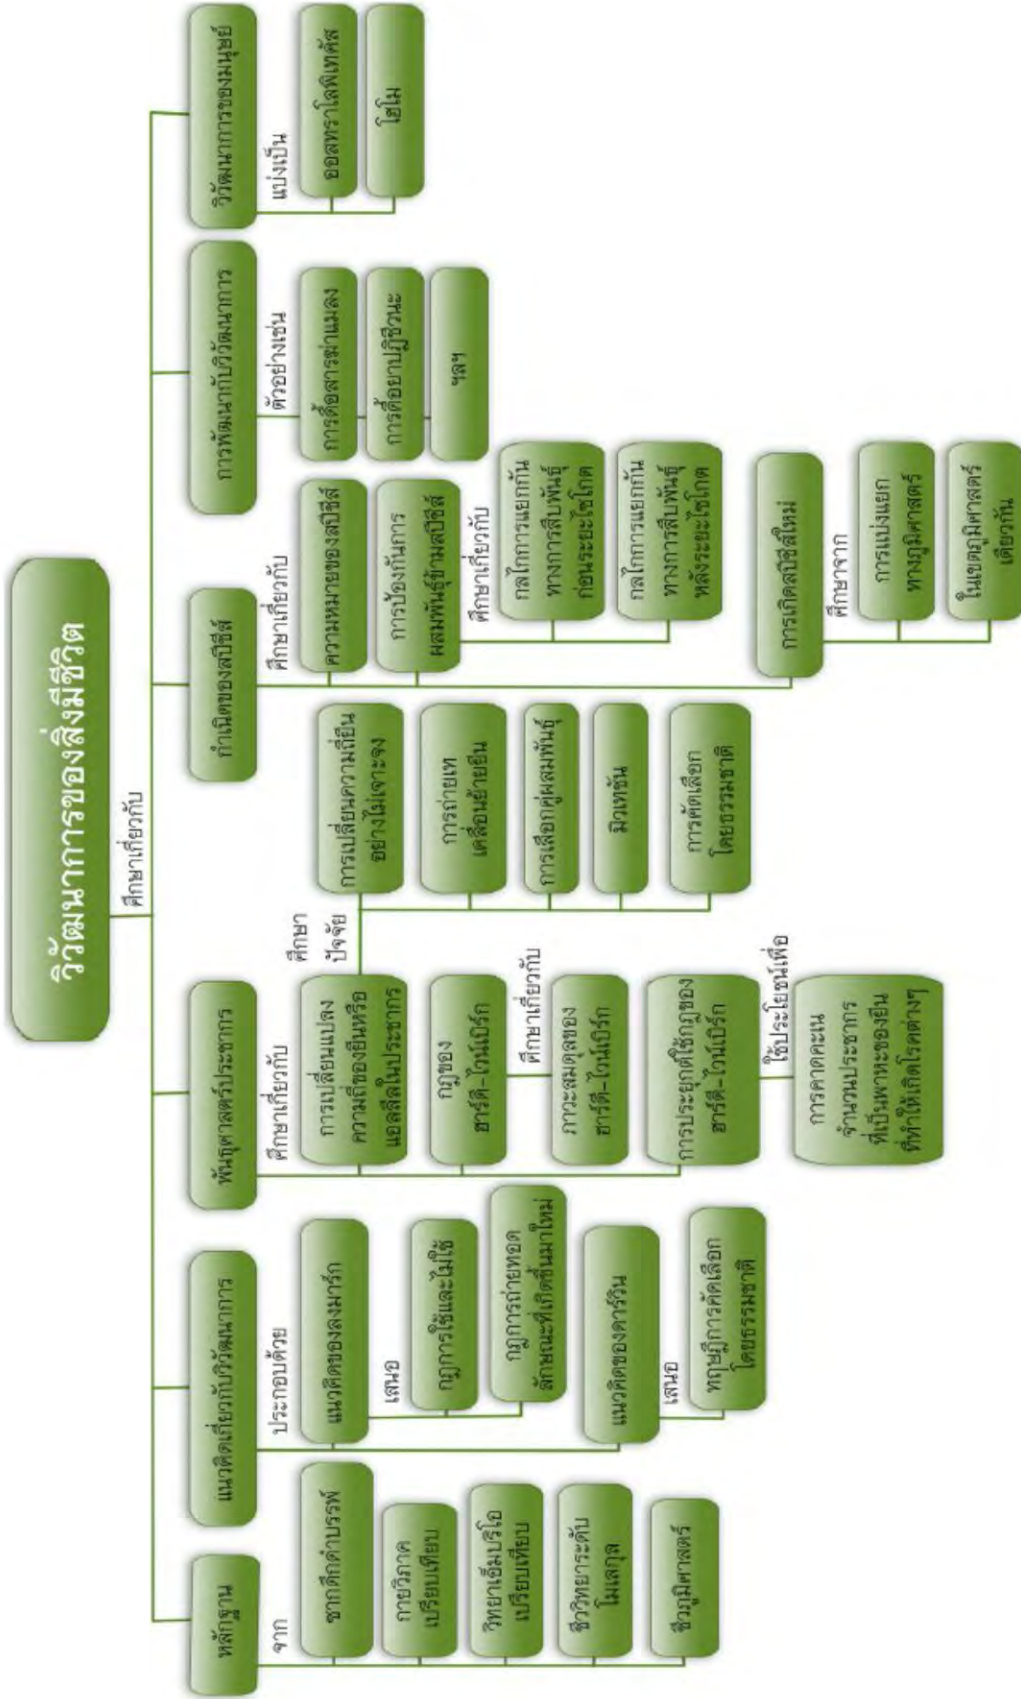 วิวัฒนาการของสิ่งมีชีวิต
ศึกษาเกี่ยวกับ
หลักฐาน
จาก
ซากดึกดำบรรพ์
กายวิภาค
เปรียบเทียบ
วิทยาเอ็มบริโอ
เปรียบเทียบ
ชีววิทยาระดับ
โมเลกุล
ชีวภูมิศาสตร์
แนวคิดเกี่ยวกับวิวัฒนาการ
ประกอบด้วย
แนวคิดของลามาร์ก
เสนอ
กฎการใช้และไม่ใช้
กฎการถ่ายทอด
ลักษณะที่เกิดขึ้นมาใหม่
แนวคิดของดาร์วิน
เสนอ
ทฤษฎีการคัดเลือก
โดยธรรมชาติ
พันธุศาสตร์ประชากร
ศึกษาเกี่ยวกับ
การเปลี่ยนแปลง
ความถี่ของยีนหรือ
แอลลีลในประชากร
ศึกษา
ปัจจัย
การเปลี่ยนความถี่ยีน
อย่างไม่เจาะจง
การถ่ายเท
เคลื่อนย้ายยีน
การเลือกคู่ผสมพันธุ์
มิวเทชัน
การคัดเลือก
โดยธรรมชาติ
กฎของ
ฮาร์ดี-ไวน์เบิร์ก
ศึกษาเกี่ยวกับ
ภาวะสมดุลของ
ฮาร์ดี-ไวน์เบิร์ก
การประยุกต์ใช้กฎของ
ฮาร์ดี-ไวน์เบิร์ก
ใช้ประโยชน์เพื่อ
การคาดคะเน
จำนวนประชากร
ที่เป็นพาหะของยีน
ที่ทำให้เกิดโรคต่างๆ
กำเนิดของสปีชีส์
ศึกษาเกี่ยวกับ
ความหมายของสปีชีส์
การป้องกันการ
ผสมพันธุ์ข้ามสปีชีส์
ศึกษาเกี่ยวกับ
กลไกการแยกกัน
ทางการสืบพันธุ์
ก่อนระยะไซโกต
กลไกการแยกกัน
ทางการสืบพันธุ์
หลังระยะไซโกต
การเกิดสปีชีส์ใหม่
ศึกษาจาก
การแบ่งแยก
ทางภูมิศาสตร์
ในเขตภูมิศาสตร์
เดียวกัน
การพัฒนากับวิวัฒนาการ
ตัวอย่างเช่น
การดื้อสารฆ่าแมลง
การดื้อยาปฏิชีวนะ
ฯลฯ
วิวัฒนาการของมนุษย์
แบ่งเป็น
ออสทราโลพิเทคัส
โฮโม